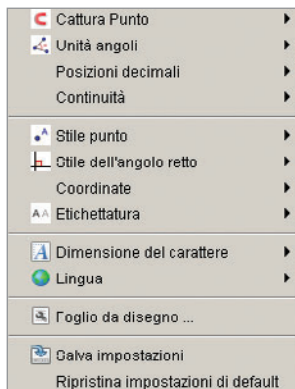 Cattura Punto
Unità angoli
Posizioni decimali
Continuità
Stile punto
Stile dell'angolo retto
Coordinate
AA Etichettatura
A Dimensione del carattere
Lingua
Foglio da disegno ...
Salva impostazioni
Ripristina impostazioni di default